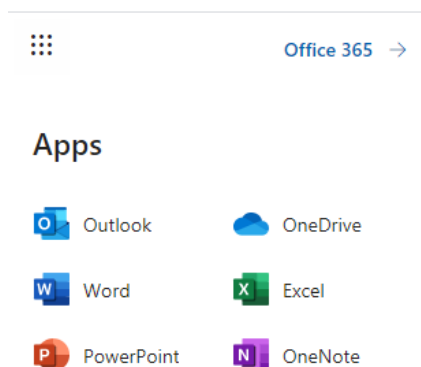 Office 365 →
Apps
Outlook OneDrive
Word Excel
PowerPoint OneNote